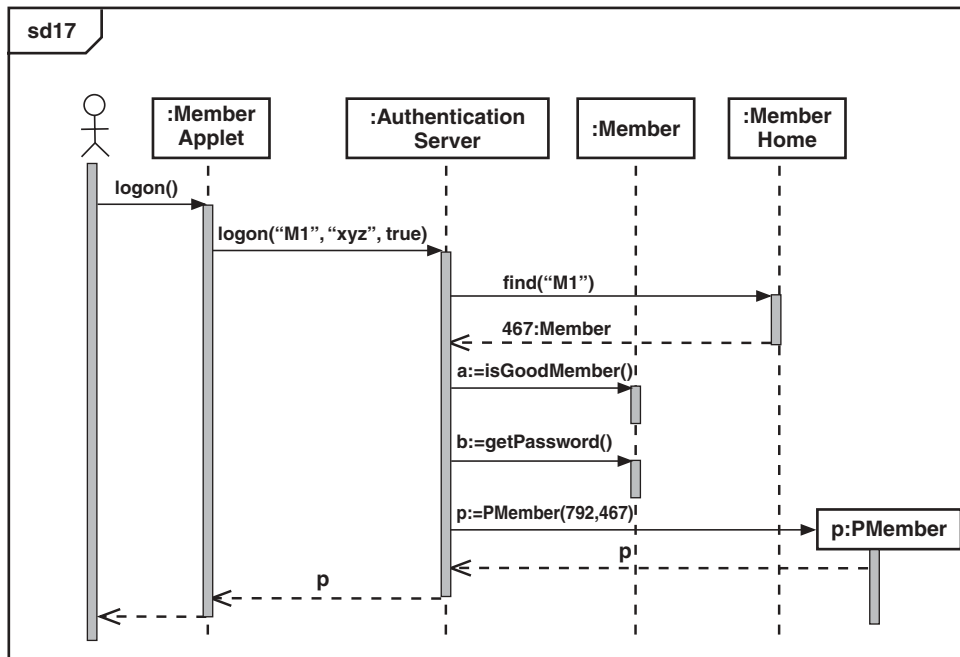 sd17
:Member
Applet
:Authentication
Server
:Member
:Member
Home
logon()
logon(“M1”, “xyz”, true)
find(“M1”)
467:Member
a:=isGoodMember()
b:=getPassword()
p:=PMember(792,467)
p:PMember
p
p